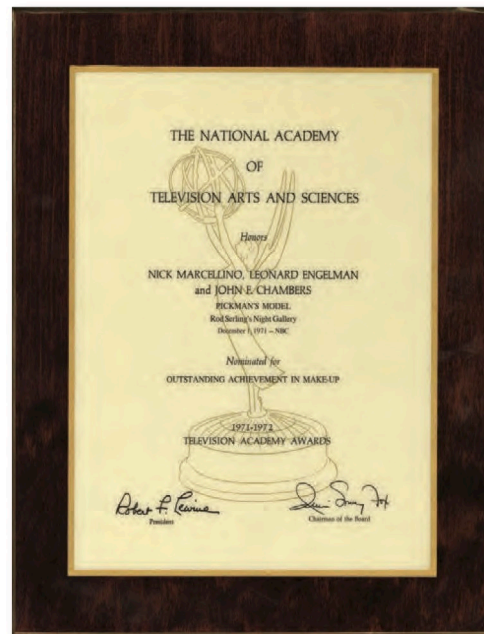 THE NATIONAL ACADEMY
OF
TELEVISION ARTS AND SCIENCES
Honors
NICK MARCELLINO, LEONARD ENGELMAN
and JOHN F. CHAMBERS
PICKMAN'S MODEL
Rod Serling's Night Gallery
December 1, 1971 – NBC
Nominated for
OUTSTANDING ACHIEVEMENT IN MAKE-UP
1971-1972
TELEVISION ACADEMY AWARDS
Robert F. Lewine
President
Chairman of the Board